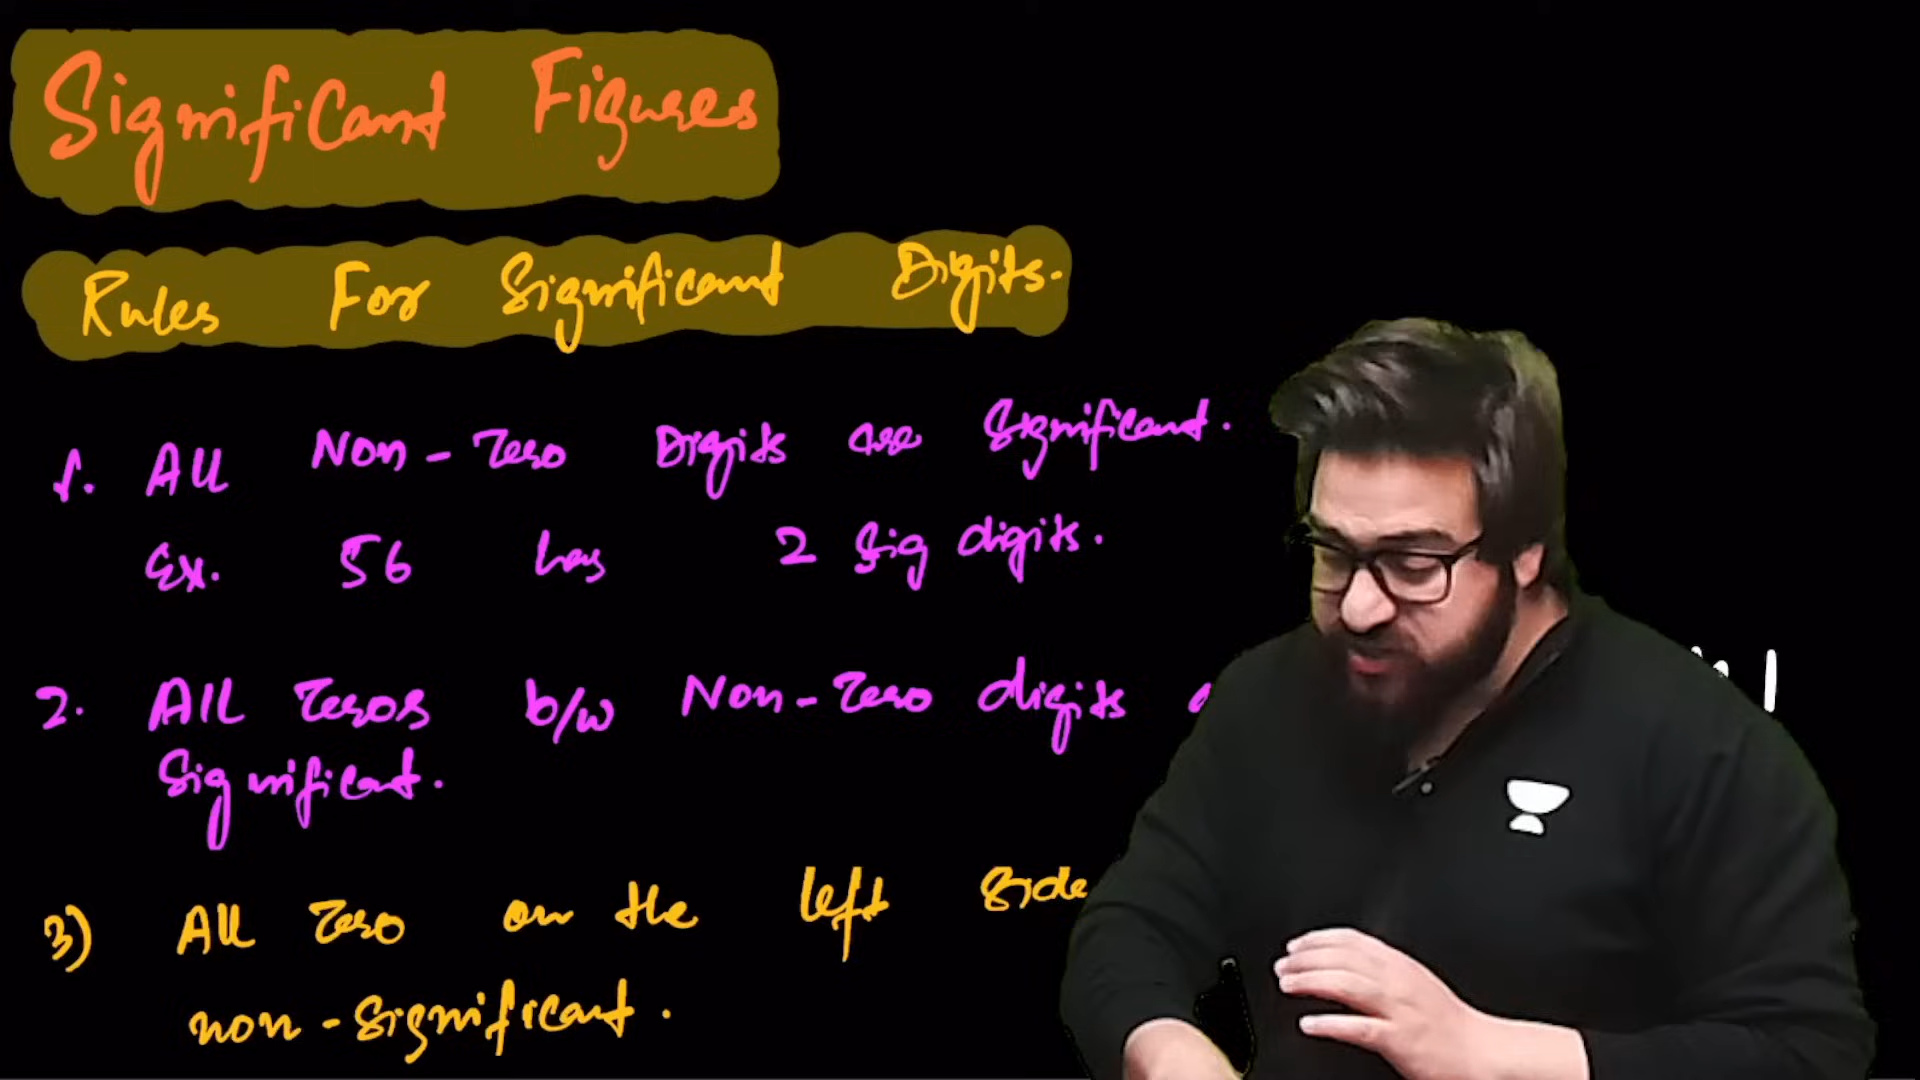 Significant Figures
Rules For Significant Digits.
1. All Non-Zero Digits are Significant.
Ex. 56 has 2 Sig digits.
2. All Zeros b/w Non-Zero digits
Significant.
3) All Zero on the left Side
non-Significant.